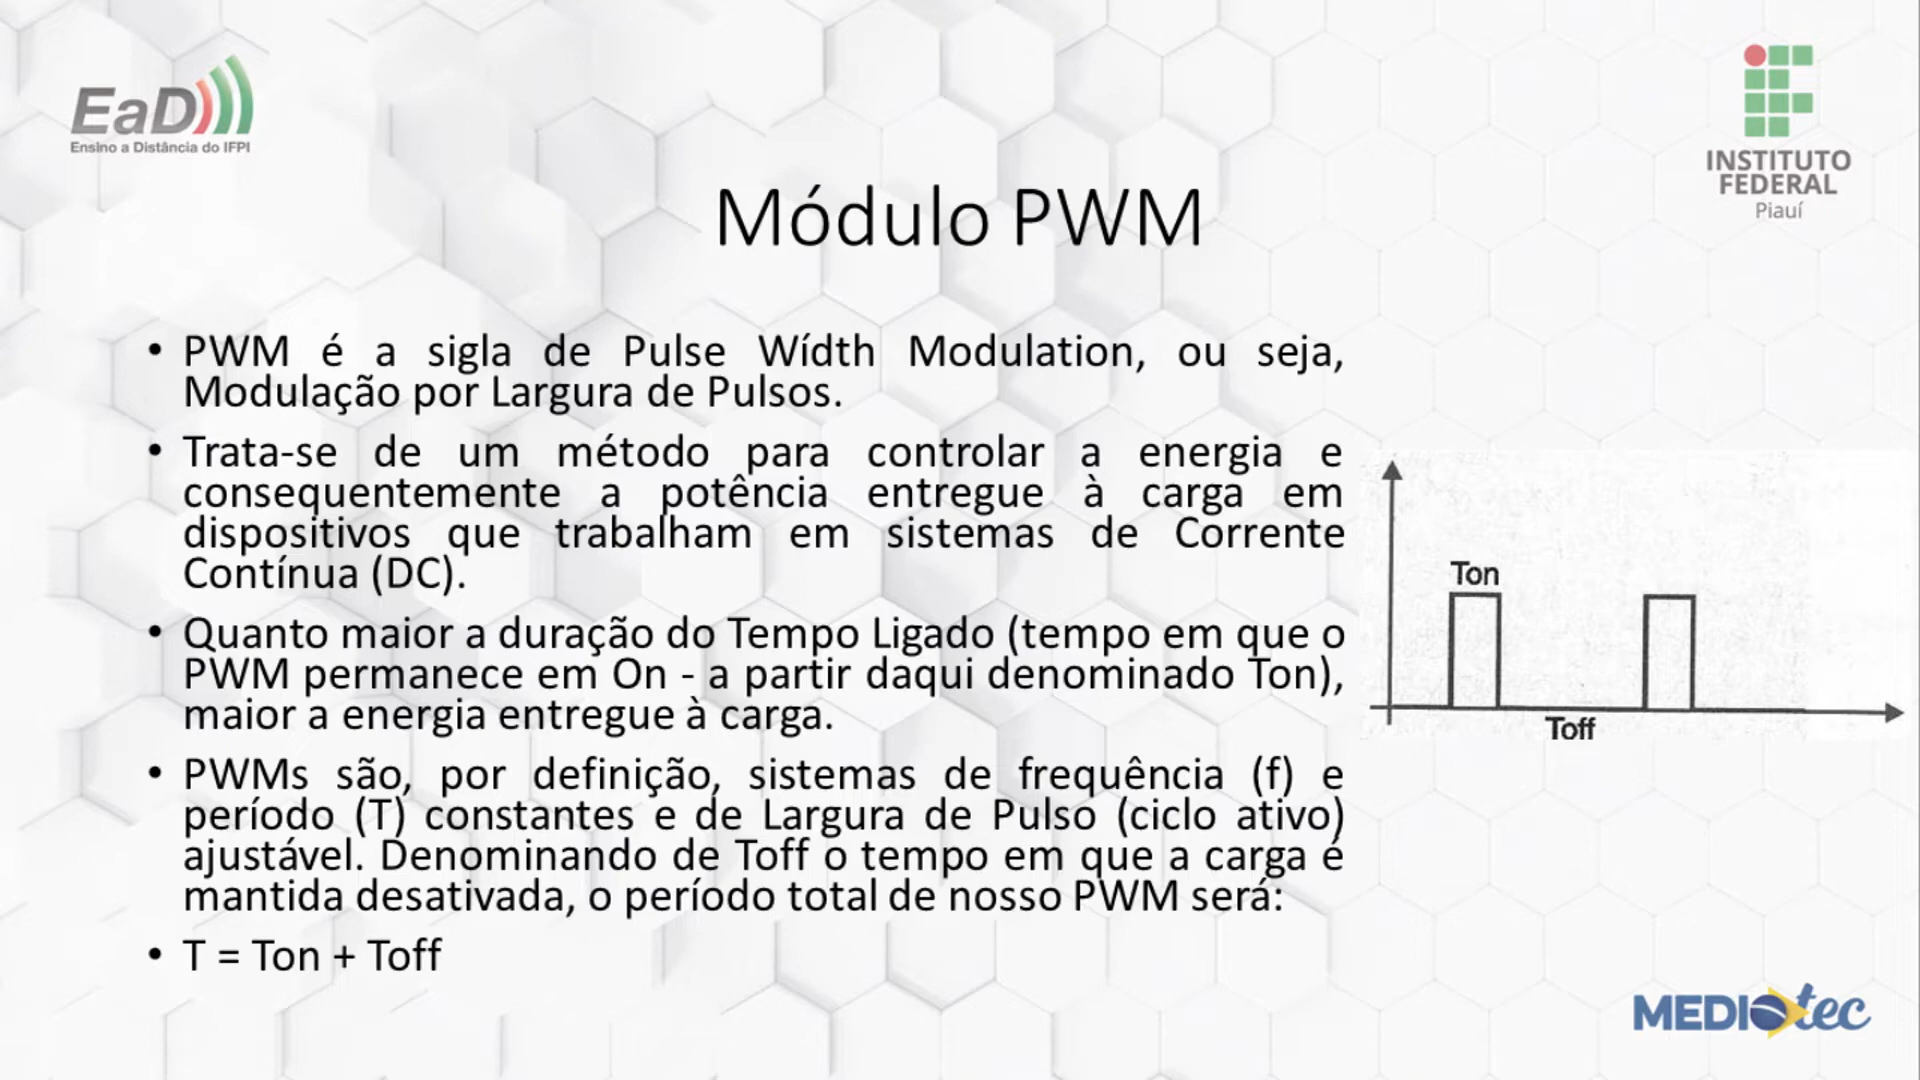 EaD
Ensino a Distância do IFPI
INSTITUTO
FEDERAL
Piauí
Módulo PWM
• PWM é a sigla de Pulse Wídth Modulation, ou seja,
Modulação por Largura de Pulsos.
• Trata-se de um método para controlar a energia e
consequentemente a potência entregue à carga em
dispositivos que trabalham em sistemas de Corrente
Contínua (DC).
• Quanto maior a duração do Tempo Ligado (tempo em que o
PWM permanece em On - a partir daqui denominado Ton),
maior a energia entregue à carga.
• PWMs são, por definição, sistemas de frequência (f) e
período (T) constantes e de Largura de Pulso (ciclo ativo)
ajustável. Denominando de Toff o tempo em que a carga é
mantida desativada, o período total de nosso PWM será:
• T = Ton + Toff
Ton
Toff
MEDIOtec